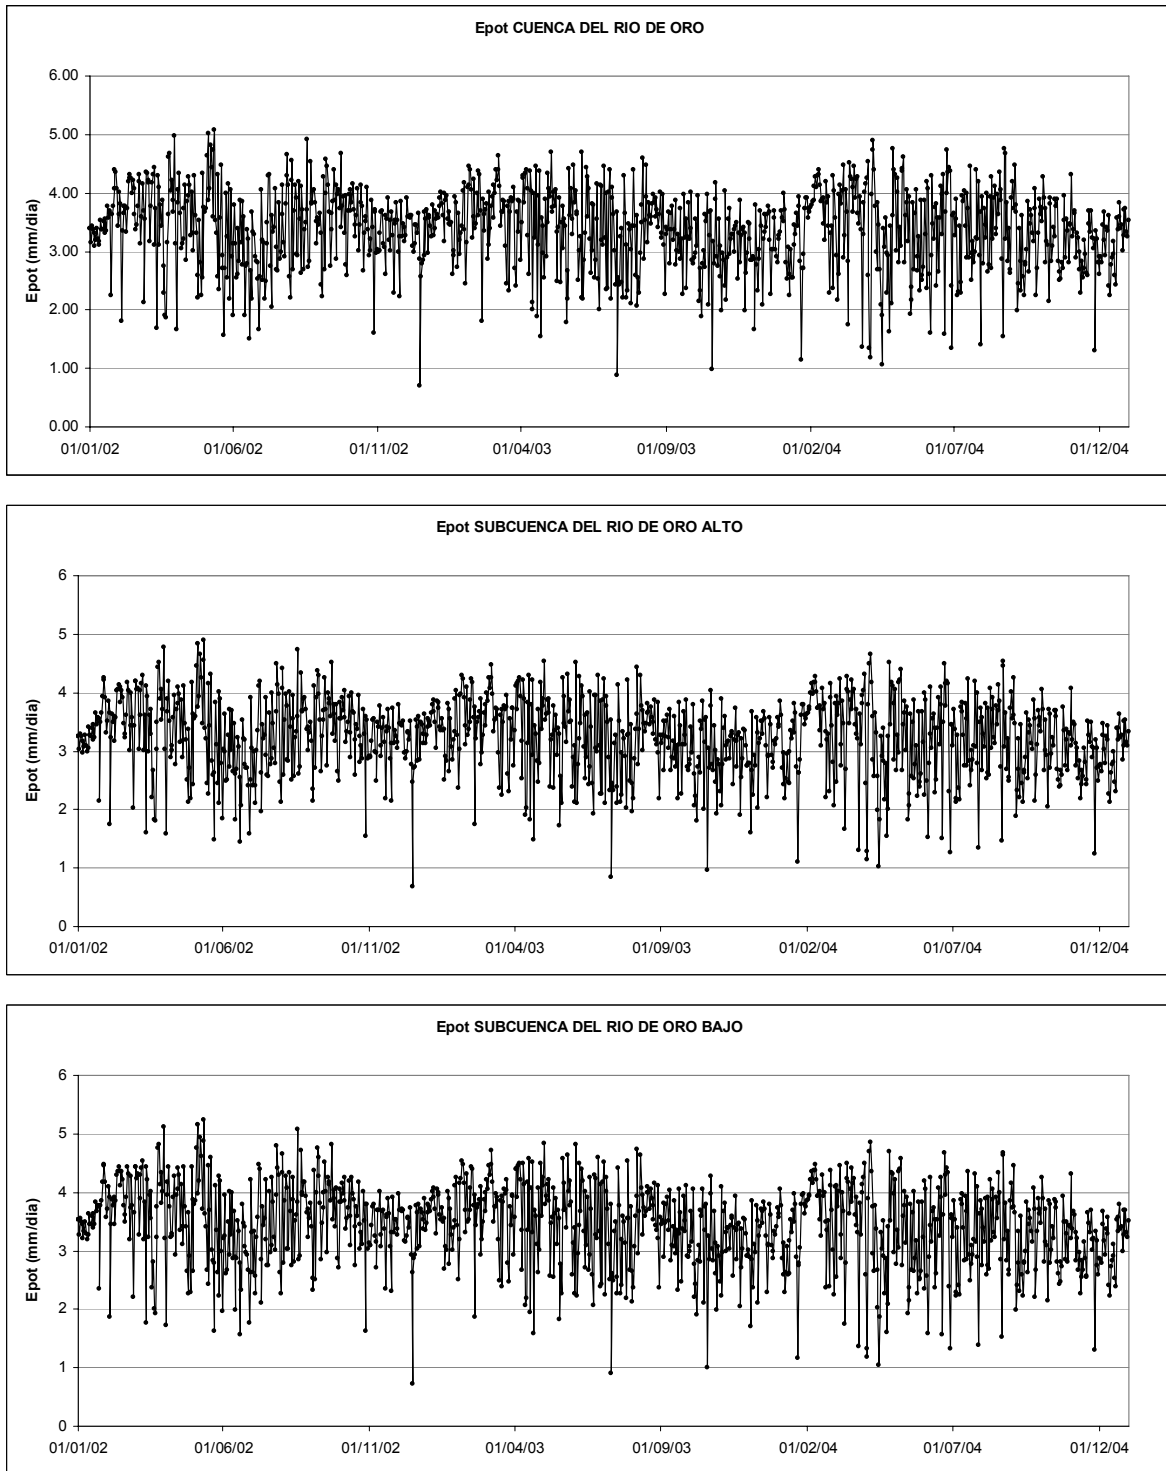 Epot CUENCA DEL RIO DE ORO
6.00
5.00
4.00
3.00
2.00
1.00
0.00
Epot (mm/día)
01/01/02 01/06/02 01/11/02 01/04/03 01/09/03 01/02/04 01/07/04 01/12/04
Epot SUBCUENCA DEL RIO DE ORO ALTO
6
5
4
3
2
1
0
Epot (mm/día)
01/01/02 01/06/02 01/11/02 01/04/03 01/09/03 01/02/04 01/07/04 01/12/04
Epot SUBCUENCA DEL RIO DE ORO BAJO
6
5
4
3
2
1
0
Epot (mm/día)
01/01/02 01/06/02 01/11/02 01/04/03 01/09/03 01/02/04 01/07/04 01/12/04